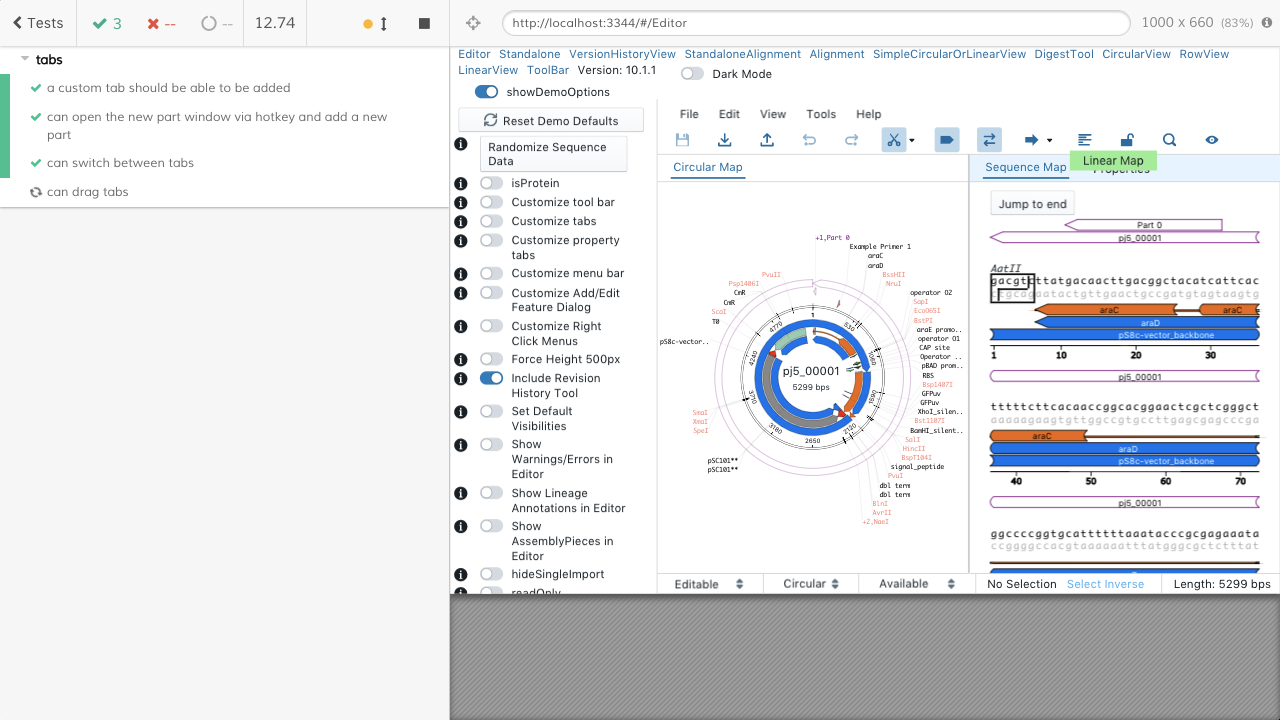 Tests
3
--
--
12.74
http://localhost:3344/#/Editor
1000 x 660 (83%)
tabs
a custom tab should be able to be added
can open the new part window via hotkey and add a new
part
can switch between tabs
can drag tabs
Editor Standalone VersionHistoryView StandaloneAlignment Alignment SimpleCircularOrLinearView DigestTool CircularView RowView
LinearView ToolBar Version: 10.1.1 Dark Mode
showDemoOptions
Reset Demo Defaults
Randomize Sequence
Data
isProtein
Customize tool bar
Customize tabs
Customize property
tabs
Customize menu bar
Customize Add/Edit
Feature Dialog
Customize Right
Click Menus
Force Height 500px
Include Revision
History Tool
Set Default
Visibilities
Show
Warnings/Errors in
Editor
Show Lineage
Annotations in Editor
Show
AssemblyPieces in
Editor
hideSingleImport
readOnly
File Edit View Tools Help
Circular Map
Sequence Map
Linear Map
Properties
+1,Part 0
Example Primer 1
araC
araD
BssHII
NruI
operator O2
SapI
EcoO65I
BstPI
araE promo..
operator O1
CAP site
Operator ..
pBAD prom..
RBS
Bsp1407I
GFPuv
GFPuv
XhoI_silen..
Bst1107I
BamHI_silent..
SalI
HincII
BspT104I
signal_peptide
PvuI
dbl term
dbl term
BlnI
AvrII
+2,NaeI
PvuII
Psp1406I
CmR
CmR
ScaI
T0
pS8c-vector..
SmaI
XmaI
SpeI
pSC101**
pSC101**
1
530
1060
1590
2120
2650
3180
3710
4240
4770
pj5_00001
5299 bps
Jump to end
Part 0
pj5_00001
AatII
gacgtcttatgacaacttgacggctacatcattcac
ctgcagaatactgttgaactgccgatgtagtaagtg
araC araC
araD
pS8c-vector_backbone
1 10 20 30
pj5_00001
tttttcttcacaaccggcacggaactcgctcgggct
aaaaagaagtgttggccgtgccttgagcgagcccga
araC
araD
pS8c-vector_backbone
40 50 60 70
pj5_00001
ggccccggtgcattttttaaatacccgcgagaaata
ccggggccacgtaaaaaatttatgggcgctctttat
Editable Circular Available No Selection Select Inverse Length: 5299 bps